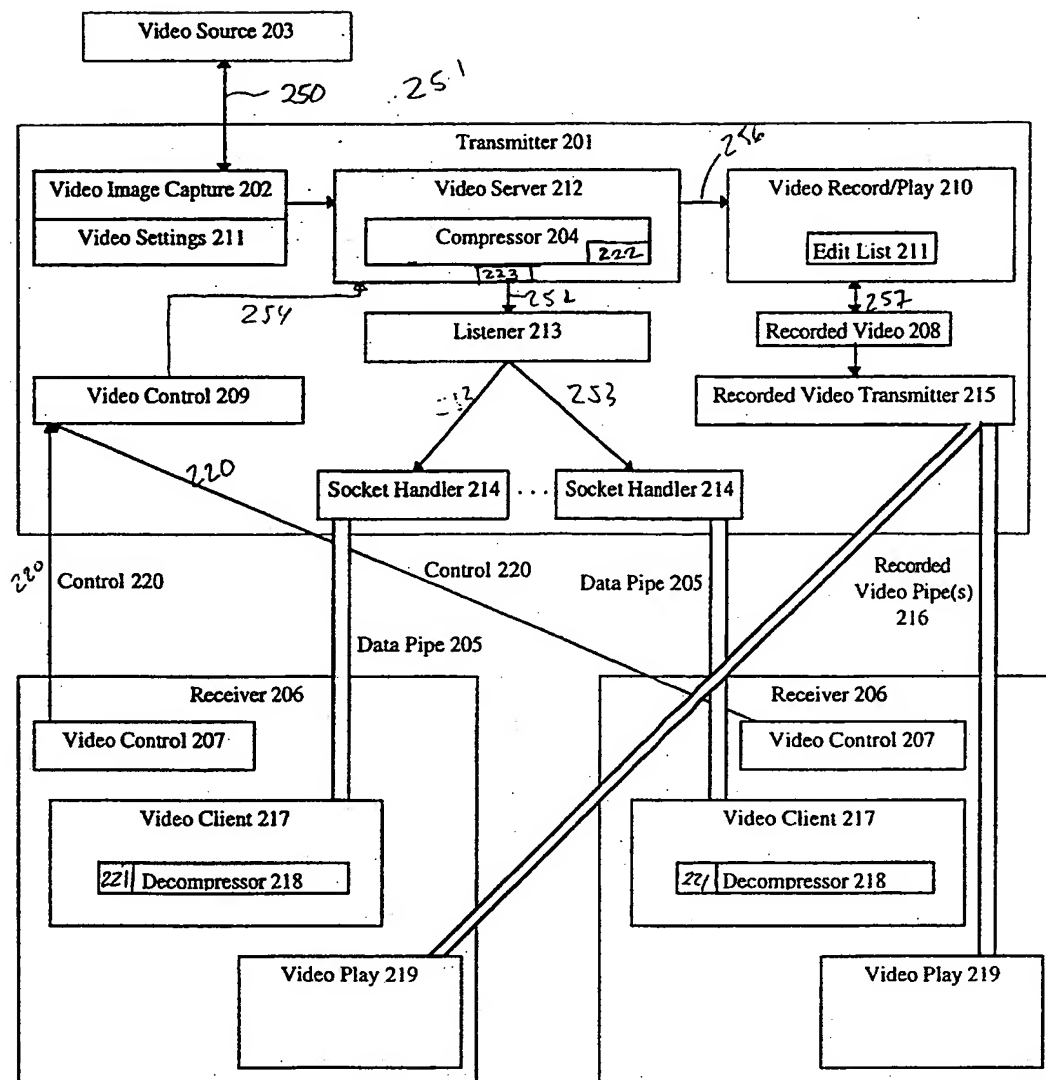 Video Source 203
250
251
Transmitter 201
256
Video Image Capture 202
Video Settings 211
Video Server 212
Compressor 204
222
223
Video Record/Play 210
Edit List 211
252
257
254
Listener 213
Recorded Video 208
Video Control 209
253
Recorded Video Transmitter 215
220
Socket Handler 214 ... Socket Handler 214
220
Control 220
Control 220
Data Pipe 205
Recorded
Video Pipe(s)
216
Data Pipe 205
Receiver 206
Receiver 206
Video Control 207
Video Control 207
Video Client 217
Video Client 217
221 Decompressor 218
221 Decompressor 218
Video Play 219
Video Play 219